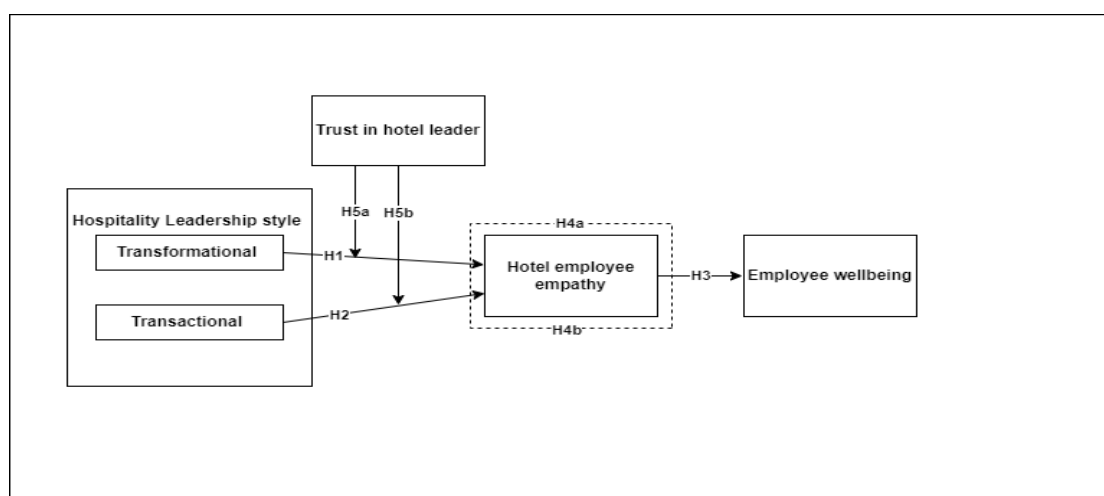 Trust in hotel leader
H5a
H5b
Hospitality Leadership style
Transformational
Transactional
H1
H2
H4a
Hotel employee
empathy
H4b
H3
Employee wellbeing